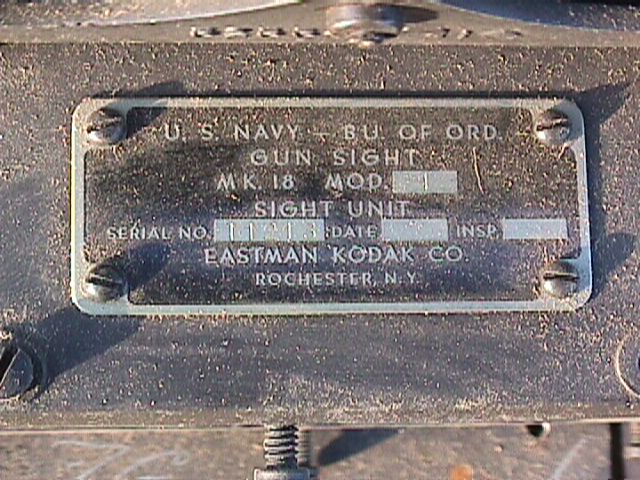 U. S. NAVY - BU. OF ORD.
GUN SIGHT
MK. 18 MOD. 1
SIGHT UNIT
SERIAL NO. DATE INSP.
EASTMAN KODAK CO.
ROCHESTER, N.Y.